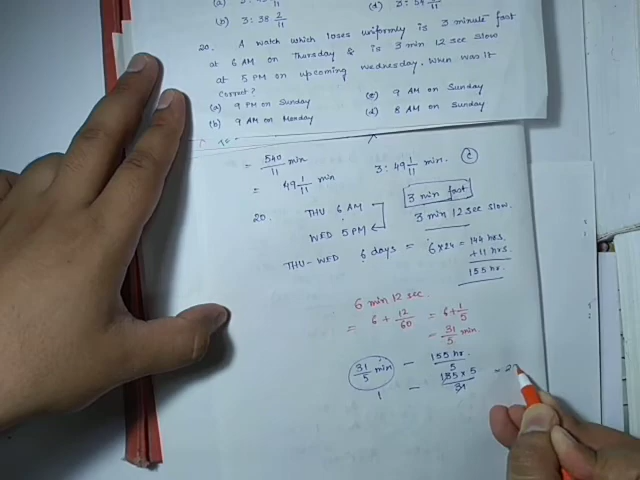 (b) 3:38 2/11
20. A watch which loses uniformly is 3 minute fast
at 6 AM on Thursday & is 3 min 12 sec slow
at 5 PM on upcoming wednesday. When was it
correct?
(a) 9 PM on Sunday (c) 9 AM on Sunday
(b) 9 AM on Monday (d) 8 AM on Sunday
= 540/11 min
= 49 1/11 min 3:49 1/11 min. (c)
20. THU 6 AM 3 min fast
WED 5 PM 3 min 12 sec slow.
THU-WED 6 days = 6*24 = 144 hrs
+11 hrs.
155 hr.
6 min 12 sec.
= 6 + 12/60 = 6+1/5
- 31/5 min
31/5 min - 155 hr.
1 - 155 x 5 / 31
5